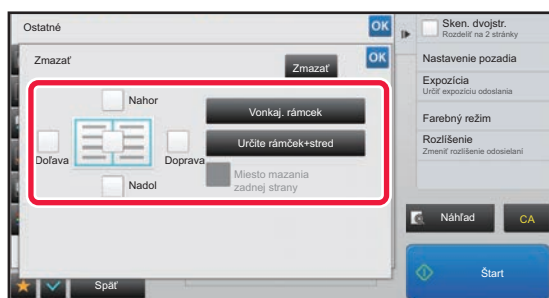 Ostatné
OK
Zmazať
Zmazať
OK
Nahor
Doľava
Doprava
Nadol
Vonkaj. rámcek
Určite rámček+stred
Miesto mazania
zadnej strany
Späť
Sken. dvojstr.
Rozdeliť na 2 stránky
Nastavenie pozadia
Expozícia
Určiť expozíciu odoslania
Farebný režim
Rozlíšenie
Zmeniť rozlíšenie odosielaní
Náhľad
CA
Štart